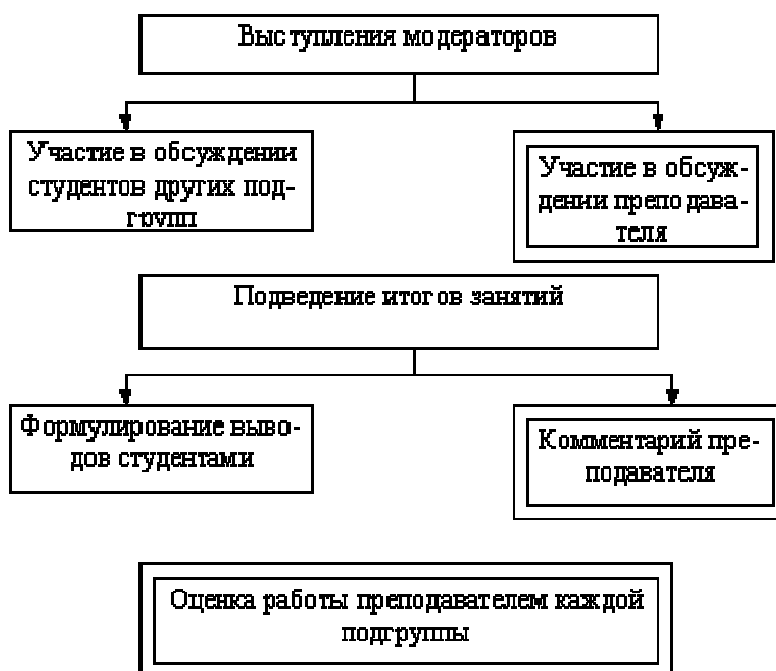 Выступления модераторов
Участие в обсуждении
студентов других под-
групп
Участие в обсуж-
дении преподава-
теля
Подведение итогов занятий
Формулирование выво-
дов студентами
Комментарий пре-
подавателя
Оценка работы преподавателем каждой
подгруппы